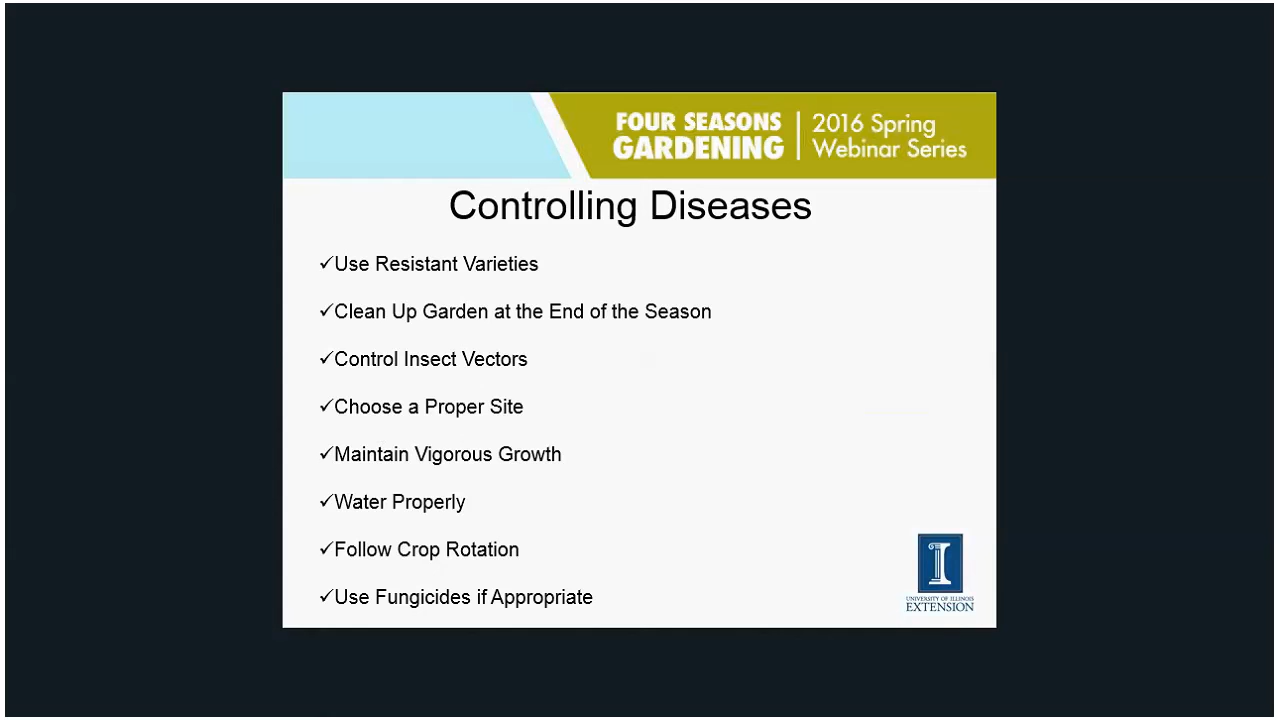 FOUR SEASONS
GARDENING
2016 Spring
Webinar Series
Controlling Diseases
✓Use Resistant Varieties
✓Clean Up Garden at the End of the Season
✓Control Insect Vectors
✓Choose a Proper Site
✓Maintain Vigorous Growth
✓Water Properly
✓Follow Crop Rotation
✓Use Fungicides if Appropriate
I
UNIVERSITY OF ILLINOIS
EXTENSION